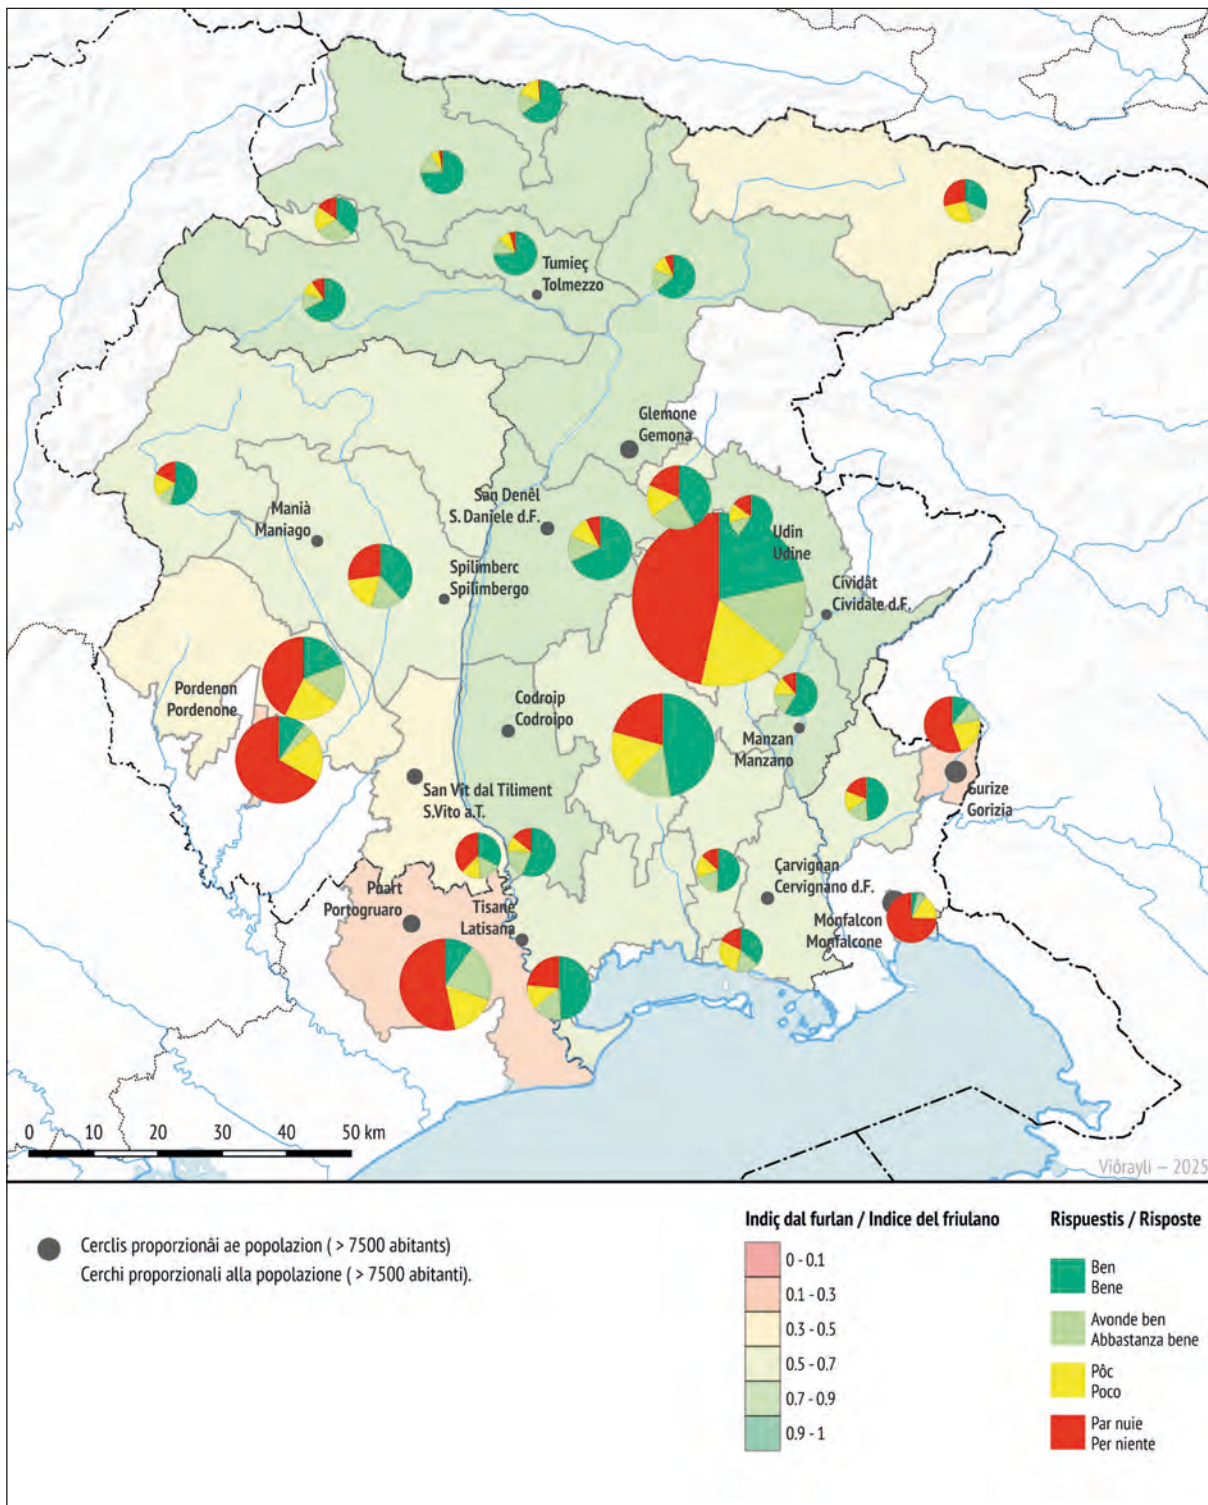 Tumieç
Tolmezzo
Glemone
Gemona
San Denêl
S. Daniele d.F.
Manià
Maniago
Spilimberc
Spilimbergo
Udin
Udine
Cividât
Cividale d.F.
Pordenon
Pordenone
Codroip
Codroipo
Manzan
Manzano
San Vît dal Tiliment
S.Vito a.T.
Gurize
Gorizia
Çarvignan
Cervignano d.F.
Puart
Portogruaro
Tisane
Latisana
Monfalcon
Monfalcone
0 10 20 30 40 50 km
Viôrayli – 2025
Cerclis proporzionâi ae popolazion ( > 7500 abitants)
Cerchi proporzionali alla popolazione ( > 7500 abitanti).
Indiç dal furlan / Indice del friulano
0 - 0.1
0.1 - 0.3
0.3 - 0.5
0.5 - 0.7
0.7 - 0.9
0.9 - 1
Rispuestis / Risposte
Ben
Bene
Avonde ben
Abbastanza bene
Pôc
Poco
Par nuie
Per niente